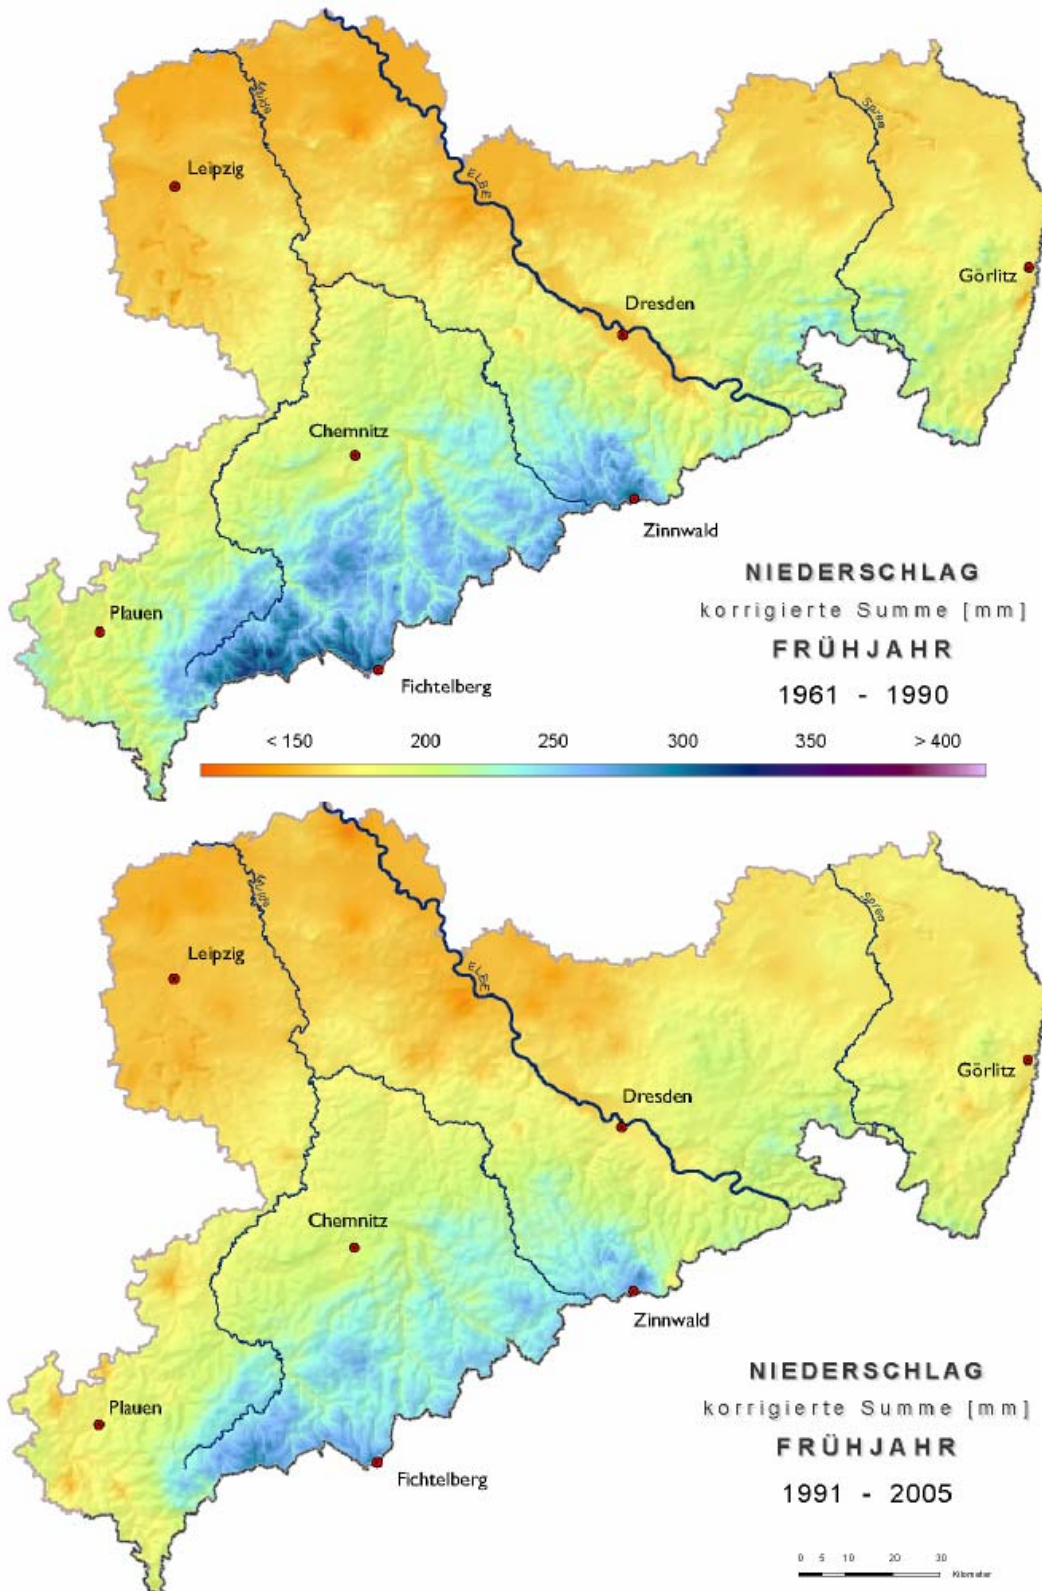 Mulde
Spree
Leipzig
ELBE
Görlitz
Dresden
Chemnitz
Zinnwald
NIEDERSCHLAG
korrigierte Summe [mm]
Plauen
FRÜHJAHR
Fichtelberg
1961 - 1990
< 150 200 250 300 350 > 400
Mulde
Spree
Leipzig
ELBE
Görlitz
Dresden
Chemnitz
Zinnwald
NIEDERSCHLAG
korrigierte Summe [mm]
Plauen
FRÜHJAHR
Fichtelberg
1991 - 2005
0 5 10 20 30
Kilometer